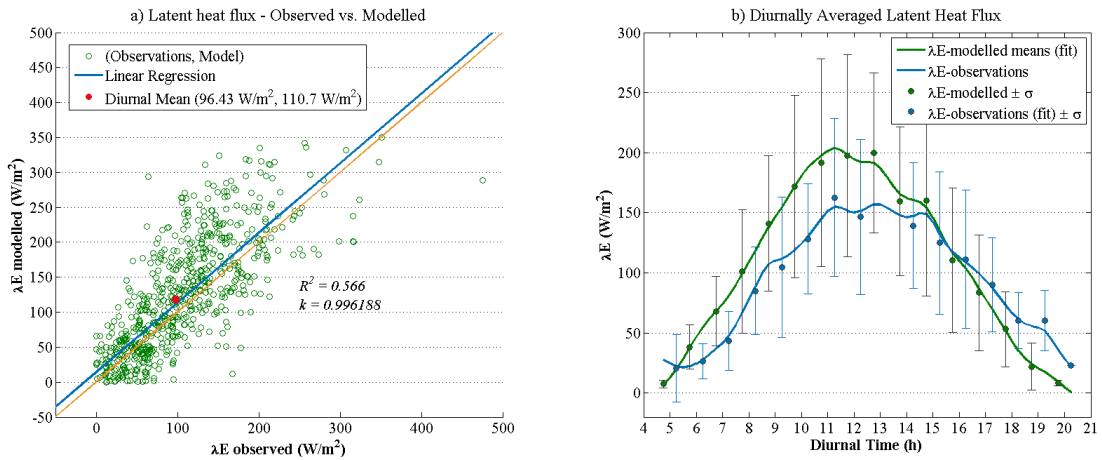 a) Latent heat flux - Observed vs. Modelled
λE modelled (W/m²)
500
450
400
350
300
250
200
150
100
50
0
-50
(Observations, Model)
Linear Regression
Diurnal Mean (96.43 W/m², 110.7 W/m²)
R² = 0.566
k = 0.996188
0 100 200 300 400 500
λE observed (W/m²)
b) Diurnally Averaged Latent Heat Flux
λE (W/m²)
300
250
200
150
100
50
0
λE-modelled means (fit)
λE-observations
λE-modelled ± σ
λE-observations (fit) ± σ
4 5 6 7 8 9 10 11 12 13 14 15 16 17 18 19 20 21
Diurnal Time (h)